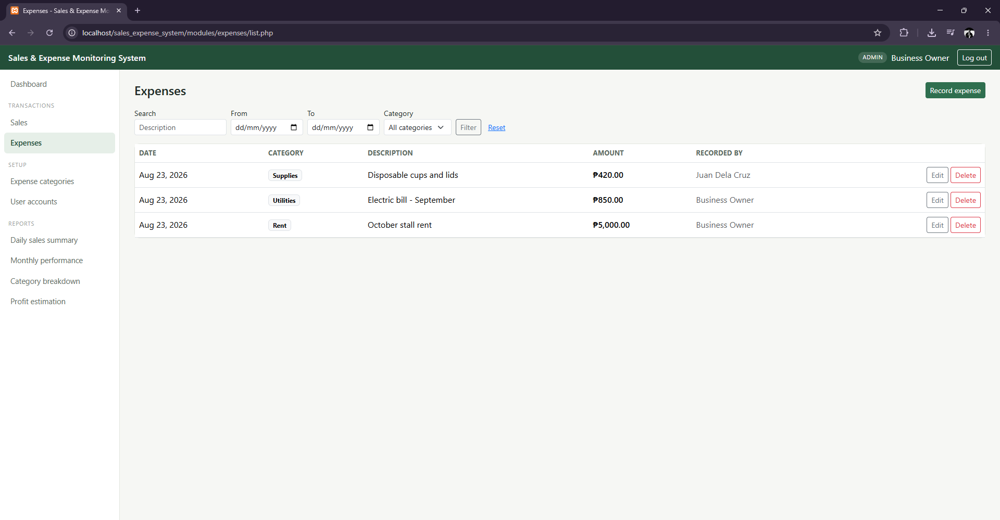 Expenses - Sales & Expense Mo
localhost/sales_expense_system/modules/expenses/list.php
Sales & Expense Monitoring System
ADMIN Business Owner Log out
Dashboard
TRANSACTIONS
Sales
Expenses
SETUP
Expense categories
User accounts
REPORTS
Daily sales summary
Monthly performance
Category breakdown
Profit estimation
Expenses
Record expense
Search From To Category
Description dd/mm/yyyy dd/mm/yyyy All categories Filter Reset
DATE CATEGORY DESCRIPTION AMOUNT RECORDED BY
Aug 23, 2026 Supplies Disposable cups and lids ₱420.00 Juan Dela Cruz Edit Delete
Aug 23, 2026 Utilities Electric bill - September ₱850.00 Business Owner Edit Delete
Aug 23, 2026 Rent October stall rent ₱5,000.00 Business Owner Edit Delete